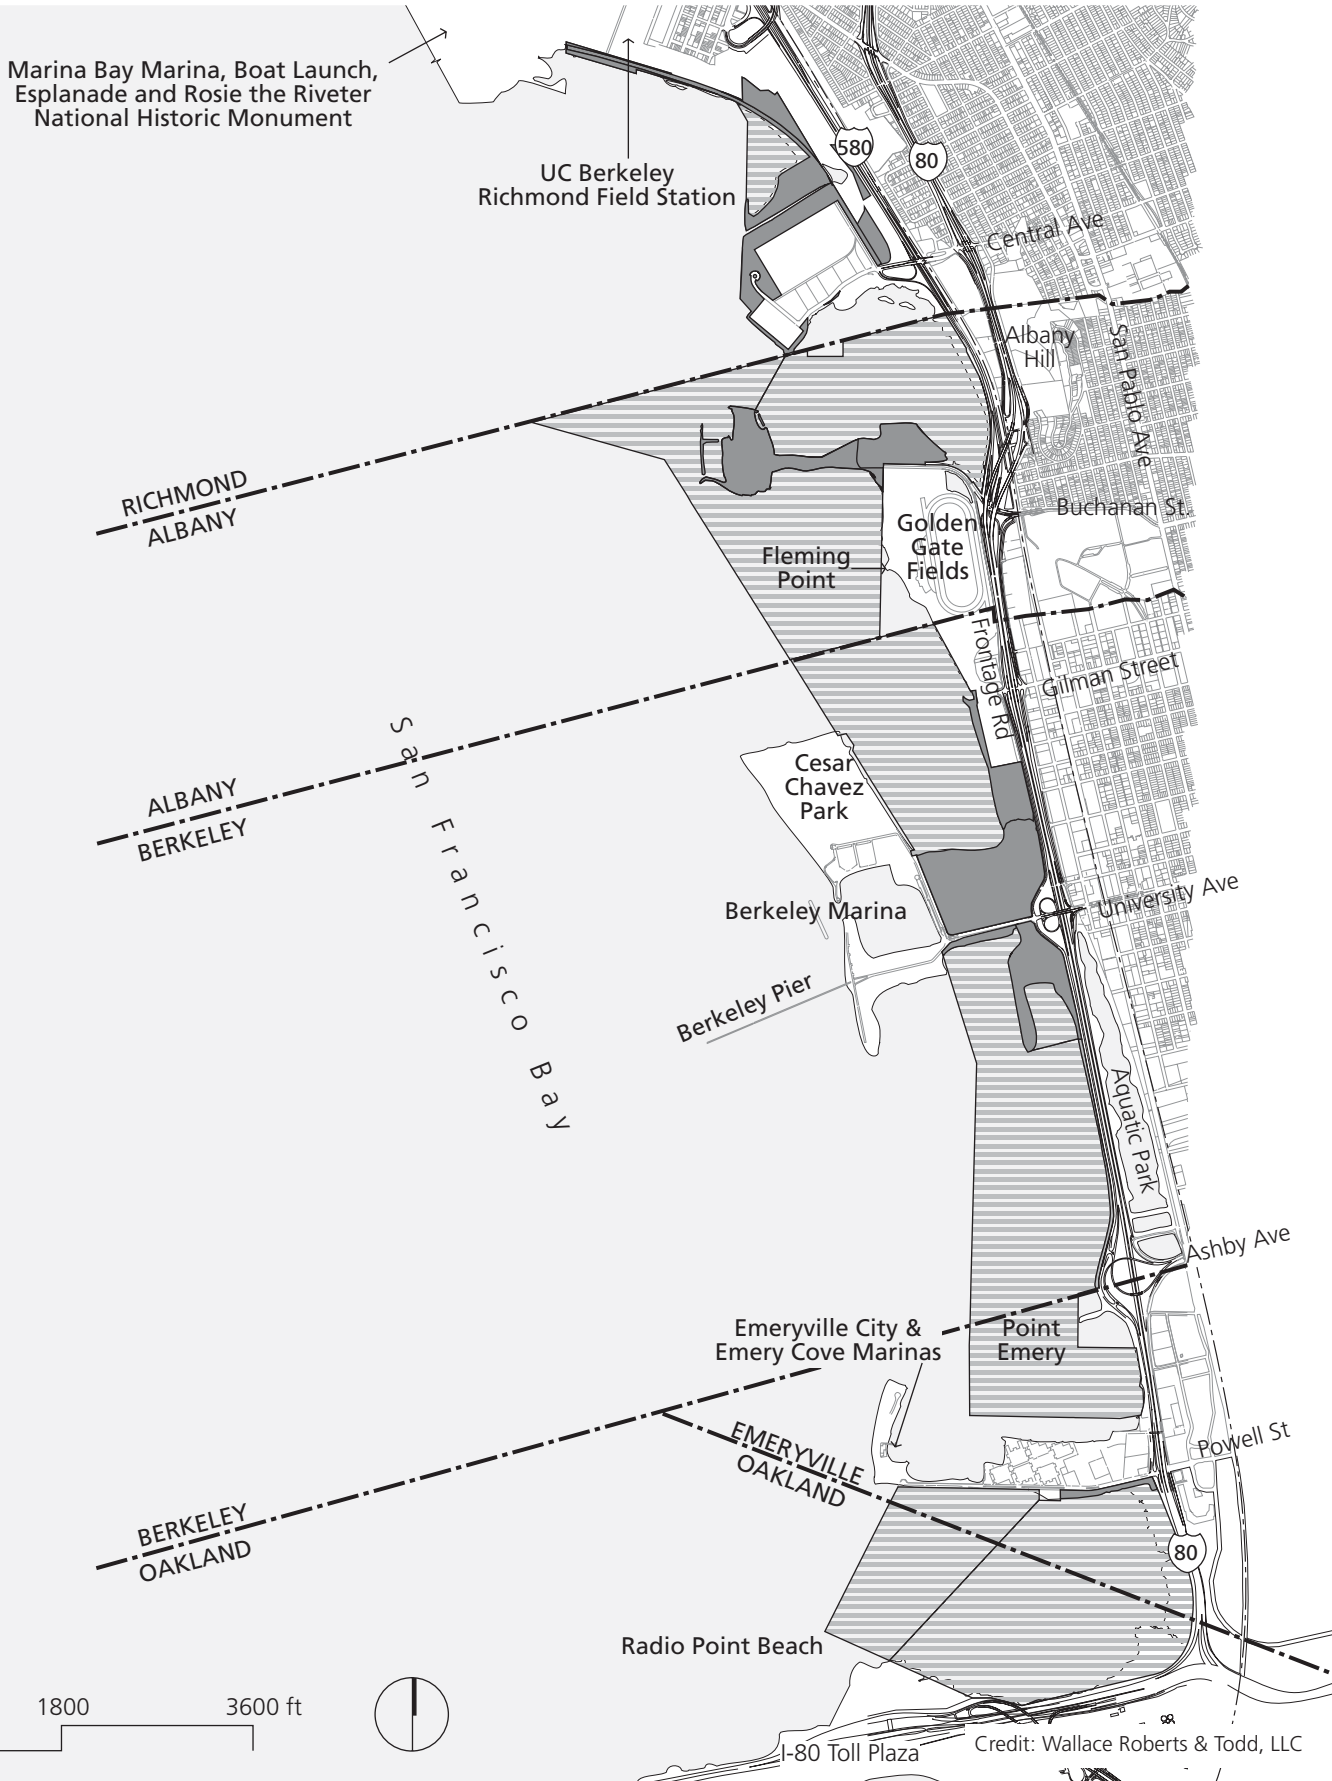 Marina Bay Marina, Boat Launch,
Esplanade and Rosie the Riveter
National Historic Monument
UC Berkeley
Richmond Field Station
580
80
Central Ave
Albany
Hill
San Pablo Ave
RICHMOND
ALBANY
Buchanan St.
Golden
Gate
Fields
Fleming
Point
Frontage Rd
Gilman Street
San Francisco Bay
Cesar
Chavez
Park
ALBANY
BERKELEY
University Ave
Berkeley Marina
Berkeley Pier
Aquatic Park
Ashby Ave
Emeryville City &
Emery Cove Marinas
Point
Emery
EMERYVILLE
OAKLAND
Powell St
BERKELEY
OAKLAND
80
Radio Point Beach
1800
3600 ft
I-80 Toll Plaza
Credit: Wallace Roberts & Todd, LLC